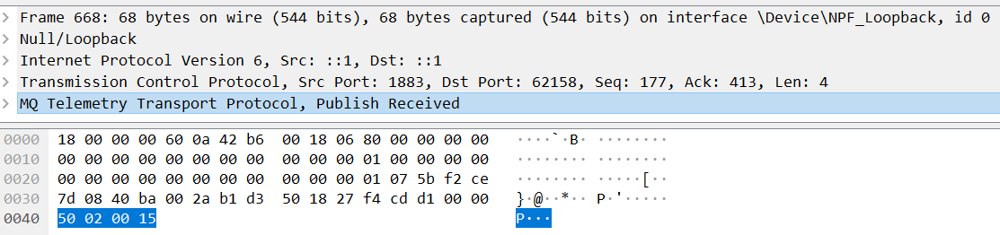 > Frame 668: 68 bytes on wire (544 bits), 68 bytes captured (544 bits) on interface \Device\NPF_Loopback, id 0
> Null/Loopback
> Internet Protocol Version 6, Src: ::1, Dst: ::1
> Transmission Control Protocol, Src Port: 1883, Dst Port: 62158, Seq: 177, Ack: 413, Len: 4
> MQ Telemetry Transport Protocol, Publish Received
0000 18 00 00 00 60 0a 42 b6 00 18 06 80 00 00 00 00 ····`·B· ········
0010 00 00 00 00 00 00 00 00 00 00 00 01 00 00 00 00 ········ ········
0020 00 00 00 00 00 00 00 00 00 00 00 01 07 5b f2 ce ········ ·····[··
0030 7d 08 40 ba 00 2a b1 d3 50 18 27 f4 cd d1 00 00 }·@··*·· P·'·····
0040 50 02 00 15 P···